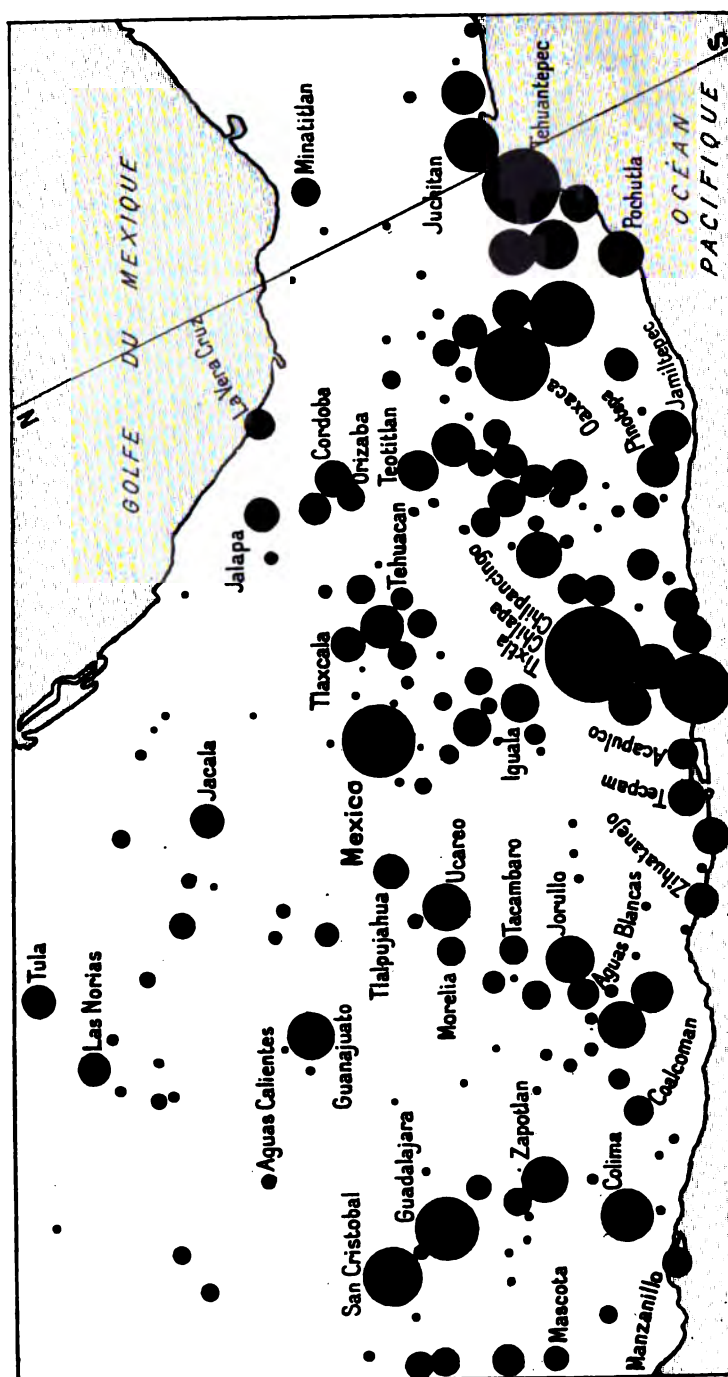 GOLFE DU MEXIQUE
OCÉAN
PACIFIQUE
N
S
Tula
Las Norias
Jacala
Jalapa
La Vera Cruz
Minatitlan
Aguas Calientes
Guanajuato
Cordoba
Orizaba
Tlaxcala
Mexico
Tehuacan
Teotitlan
Juchitan
Tehuantepec
Pochutla
San Cristobal
Guadalajara
Tlalpujahua
Ucareo
Morelia
Tacambaro
Iguala
Tixtla
Chilapa
Chilpancingo
Oaxaca
Pinotapa
Jamiltepec
Mascota
Zapotlan
Jorullo
Aguas Blancas
Zihuatanejo
Tecpam
Acapulco
Manzanillo
Colima
Coalcoman